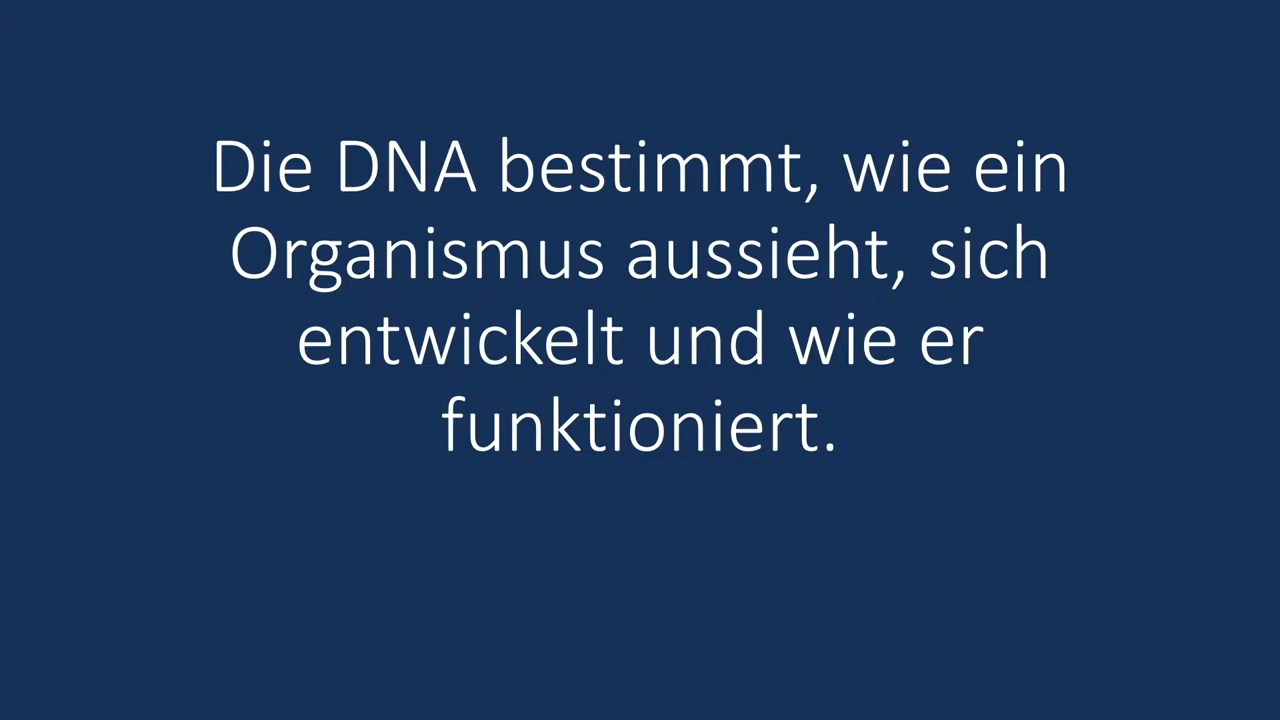 Die DNA bestimmt, wie ein
Organismus aussieht, sich
entwickelt und wie er
funktioniert.